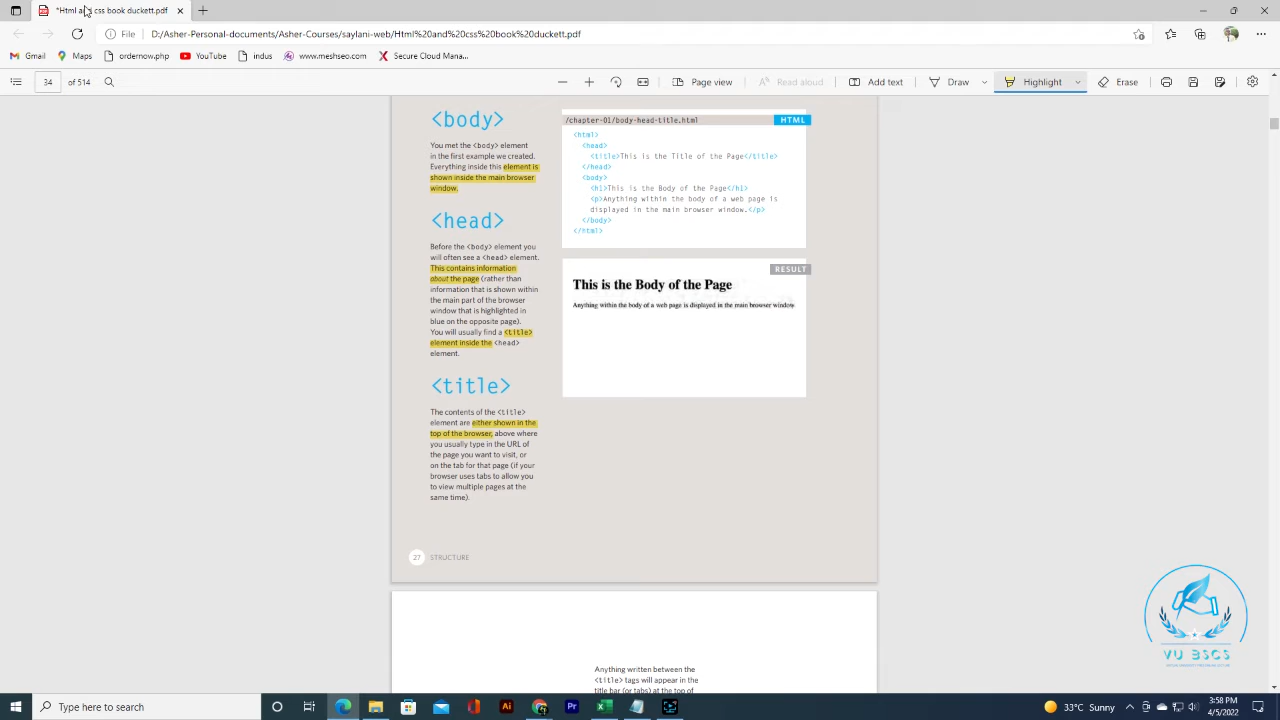 *Html and css book duckett.pdf
File
D:/Asher-Personal-documents/Asher-Courses/saylani-web/Html%20and%20css%20book%20duckett.pdf
Gmail
Maps
ordernow.php
YouTube
indus
www.meshseo.com
Secure Cloud Mana...
34 of 514
Page view
Read aloud
Add text
Draw
Highlight
Erase
<body>
You met the <body> element
in the first example we created.
Everything inside this element is
shown inside the main browser
window.
<head>
Before the <body> element you
will often see a <head> element.
This contains information
about the page (rather than
information that is shown within
the main part of the browser
window that is highlighted in
blue on the opposite page).
You will usually find a <title>
element inside the <head>
element.
<title>
The contents of the <title>
element are either shown in the
top of the browser, above where
you usually type in the URL of
the page you want to visit, or
on the tab for that page (if your
browser uses tabs to allow you
to view multiple pages at the
same time).
27 STRUCTURE
/chapter-01/body-head-title.html HTML
<html>
<head>
<title>This is the Title of the Page</title>
</head>
<body>
<h1>This is the Body of the Page</h1>
<p>Anything within the body of a web page is
displayed in the main browser window.</p>
</body>
</html>
RESULT
This is the Body of the Page
Anything within the body of a web page is displayed in the main browser window.
Anything written between the
<title> tags will appear in the
title bar (or tabs) at the top of
VU BSCS
Type here to search
Ai
Pr
33°C Smoke
3:58 PM
4/5/2022